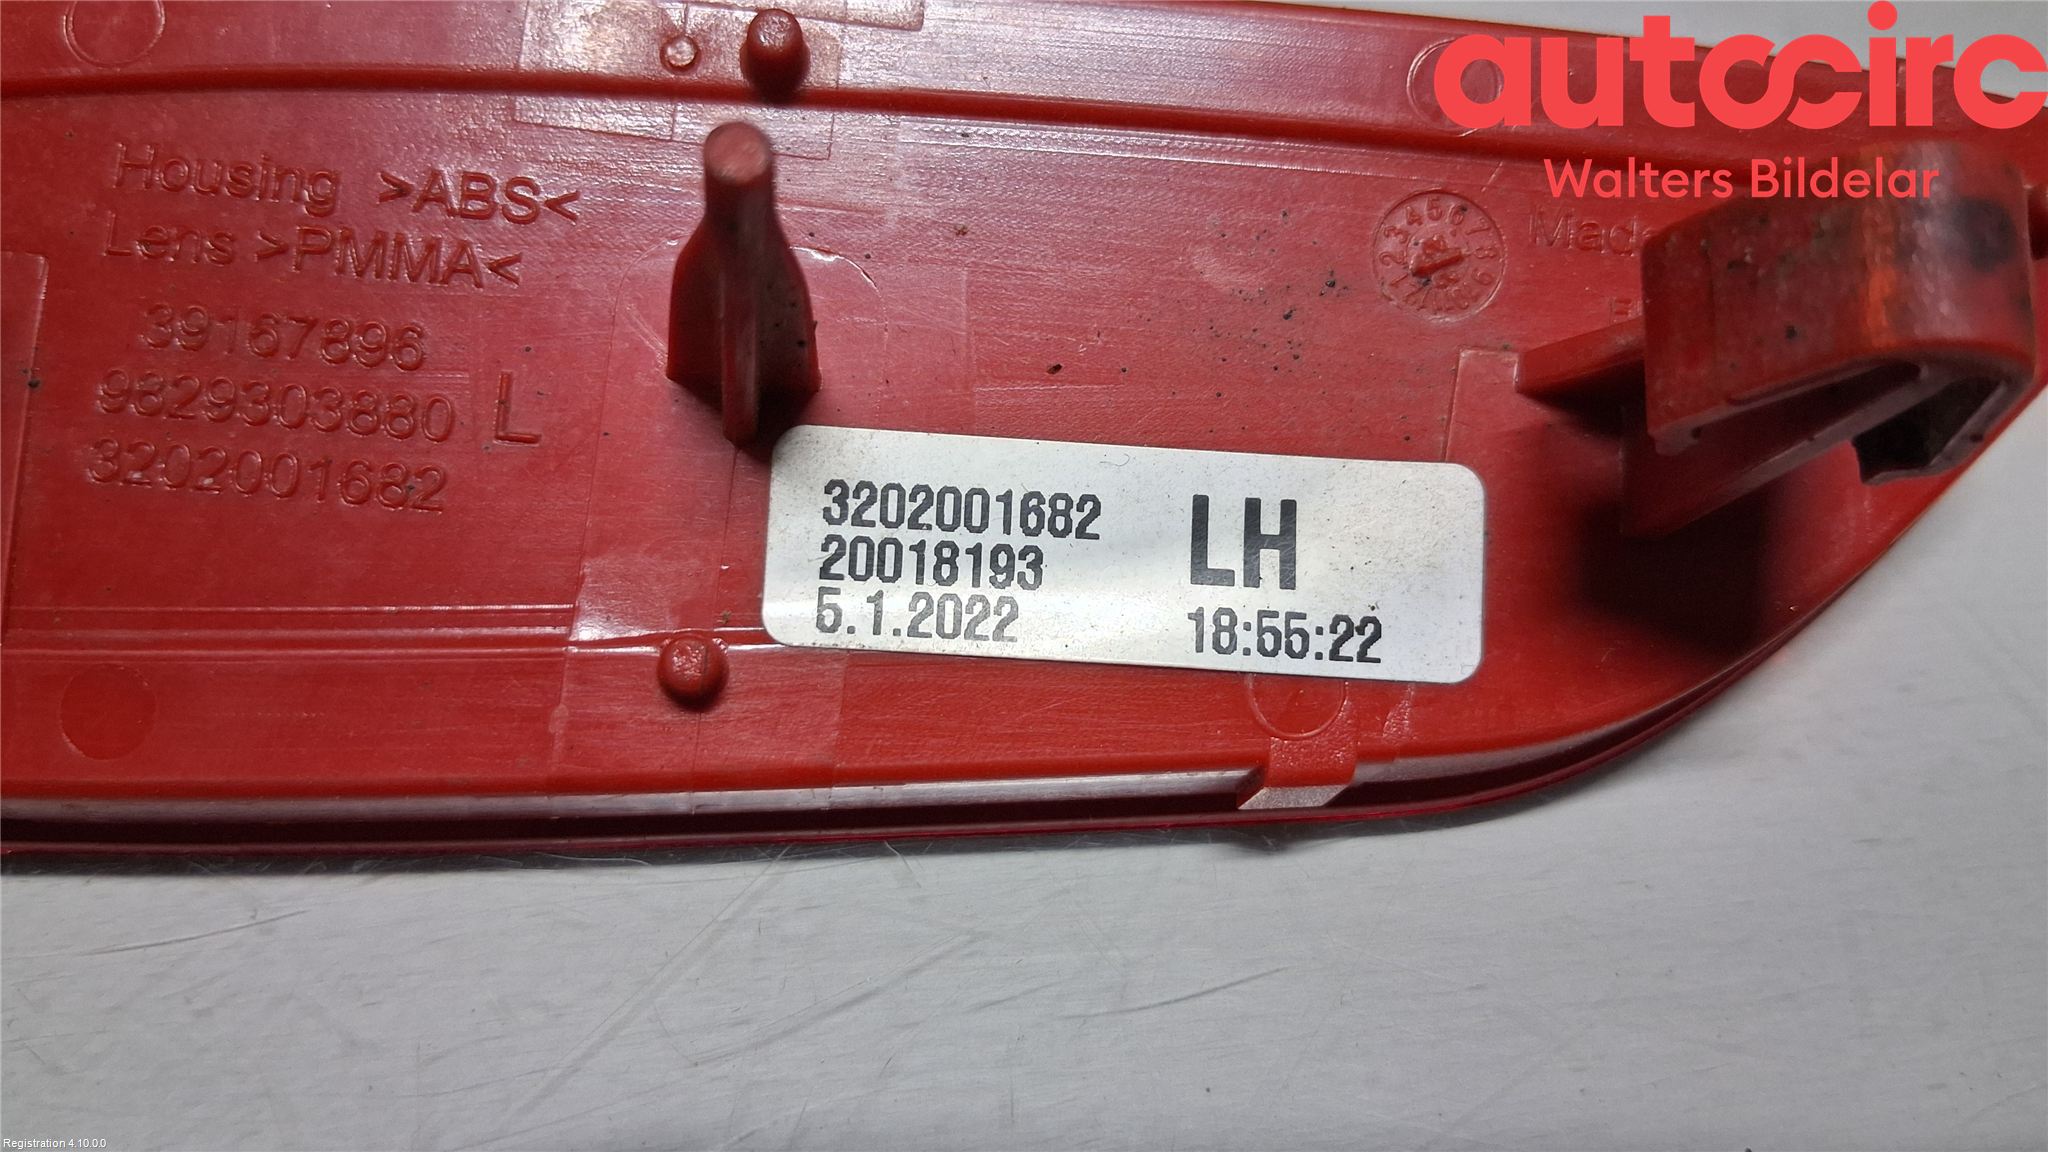 autocirc
Walters Bildelar
Housing >ABS<
Lens >PMMA<
39167896
9829303880 L
3202001682
Made
3202001682 LH
20018193
5.1.2022 18:55:22
Registration 4.10.0.0